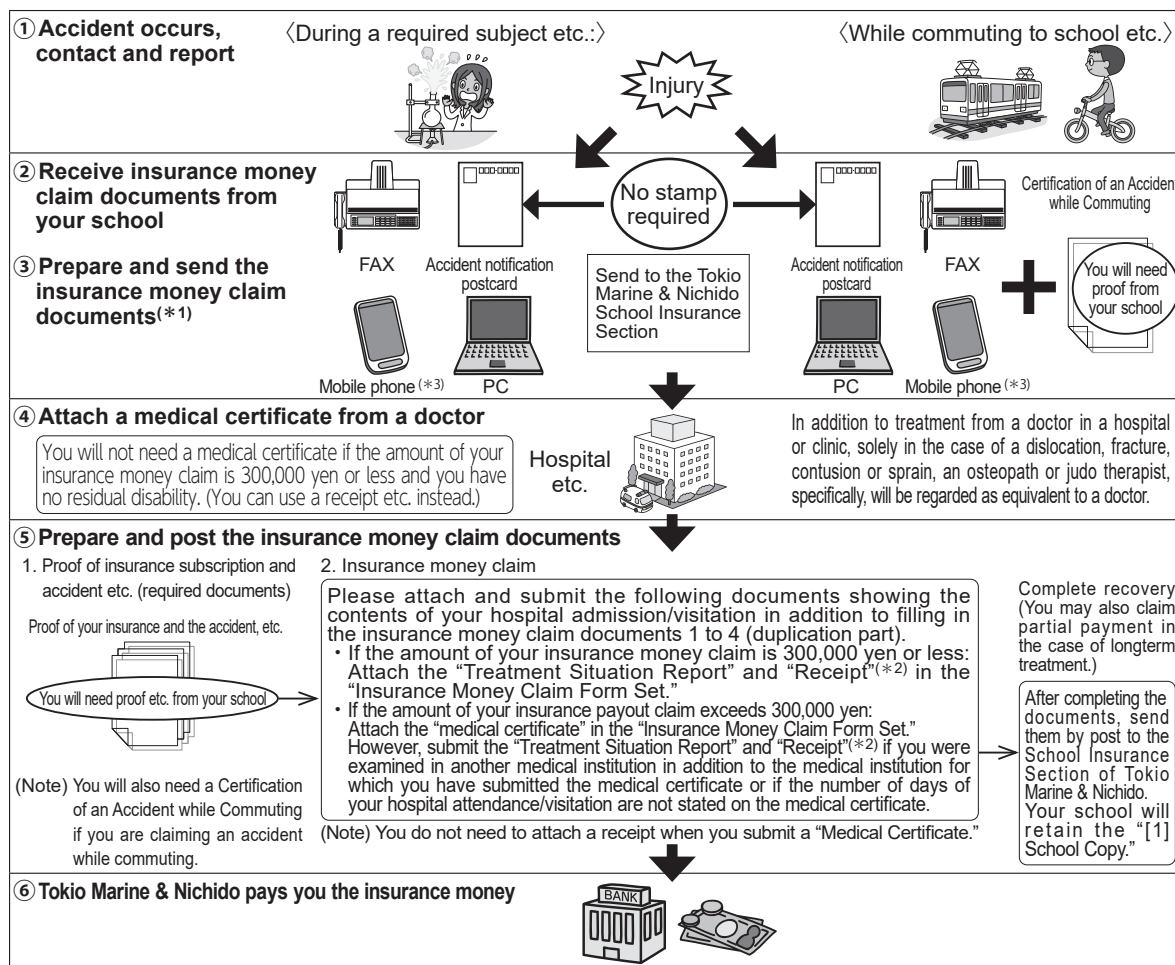 ① Accident occurs,
contact and report
〈During a required subject etc.:〉
Injury
〈While commuting to school etc.〉
② Receive insurance money
claim documents from
your school
③ Prepare and send the
insurance money claim
documents(*1)
FAX
Accident notification
postcard
Mobile phone (*3)
PC
No stamp
required
Send to the Tokio
Marine & Nichido
School Insurance
Section
Accident notification
postcard
FAX
PC
Mobile phone (*3)
Certification of an Accident
while Commuting
You will need
proof from
your school
④ Attach a medical certificate from a doctor
You will not need a medical certificate if the amount of your
insurance money claim is 300,000 yen or less and you have
no residual disability. (You can use a receipt etc. instead.)
Hospital
etc.
In addition to treatment from a doctor in a hospital
or clinic, solely in the case of a dislocation, fracture,
contusion or sprain, an osteopath or judo therapist,
specifically, will be regarded as equivalent to a doctor.
⑤ Prepare and post the insurance money claim documents
1. Proof of insurance subscription and
accident etc. (required documents)
Proof of your insurance and the accident, etc.
You will need proof etc. from your school
(Note) You will also need a Certification
of an Accident while Commuting
if you are claiming an accident
while commuting.
2. Insurance money claim
Please attach and submit the following documents showing the
contents of your hospital admission/visitation in addition to filling in
the insurance money claim documents 1 to 4 (duplication part).
・If the amount of your insurance money claim is 300,000 yen or less:
Attach the “Treatment Situation Report” and “Receipt”(*2) in the
“Insurance Money Claim Form Set.”
・If the amount of your insurance payout claim exceeds 300,000 yen:
Attach the “medical certificate” in the “Insurance Money Claim Form Set.”
However, submit the “Treatment Situation Report” and “Receipt”(*2) if you were
examined in another medical institution in addition to the medical institution for
which you have submitted the medical certificate or if the number of days of
your hospital attendance/visitation are not stated on the medical certificate.
(Note) You do not need to attach a receipt when you submit a “Medical Certificate.”
Complete recovery
(You may also claim
partial payment in
the case of longterm
treatment.)
After completing the
documents, send
them by post to the
School Insurance
Section of Tokio
Marine & Nichido.
Your school will
retain the “[1]
School Copy.”
⑥ Tokio Marine & Nichido pays you the insurance money
BANK